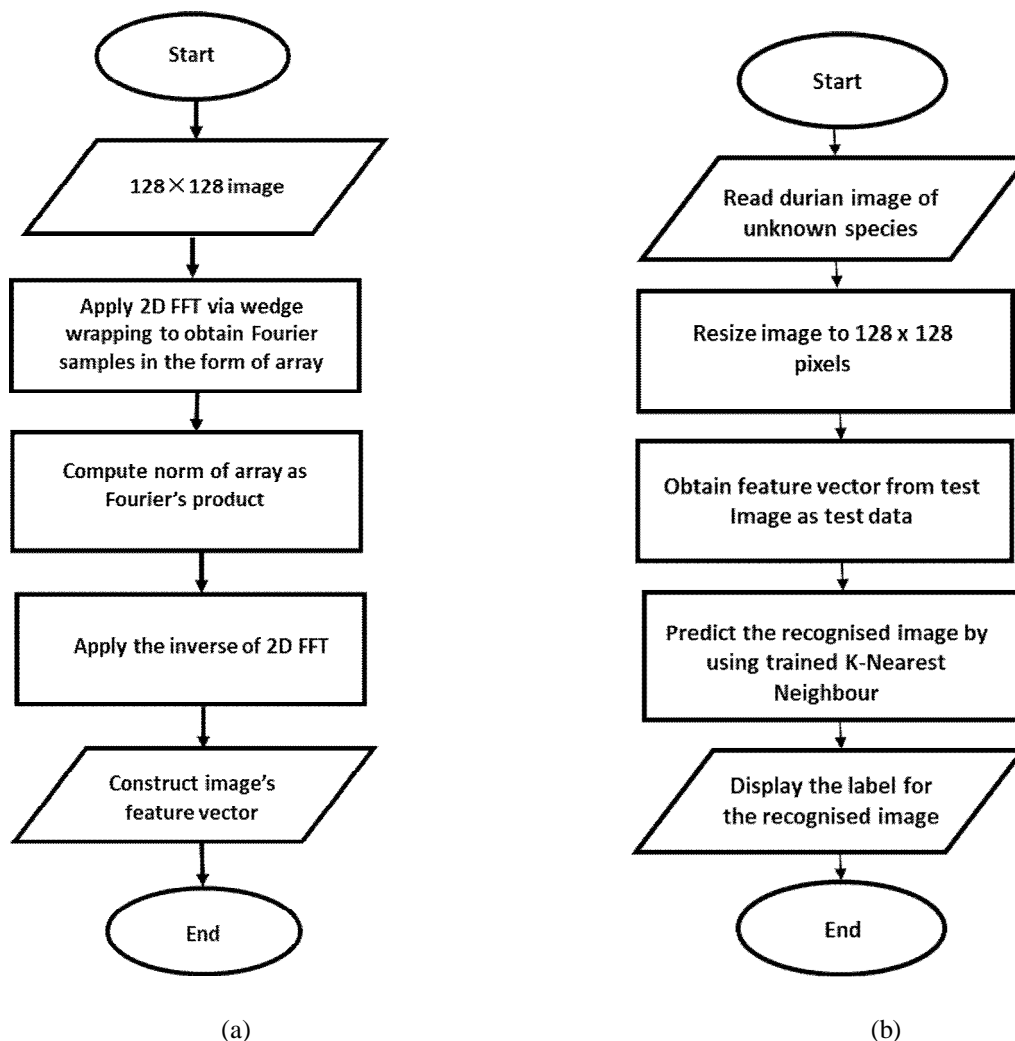 Start
128×128 image
Apply 2D FFT via wedge
wrapping to obtain Fourier
samples in the form of array
Compute norm of array as
Fourier's product
Apply the inverse of 2D FFT
Construct image's
feature vector
End
(a)
Start
Read durian image of
unknown species
Resize image to 128 x 128
pixels
Obtain feature vector from test
Image as test data
Predict the recognised image by
using trained K-Nearest
Neighbour
Display the label for
the recognised image
End
(b)